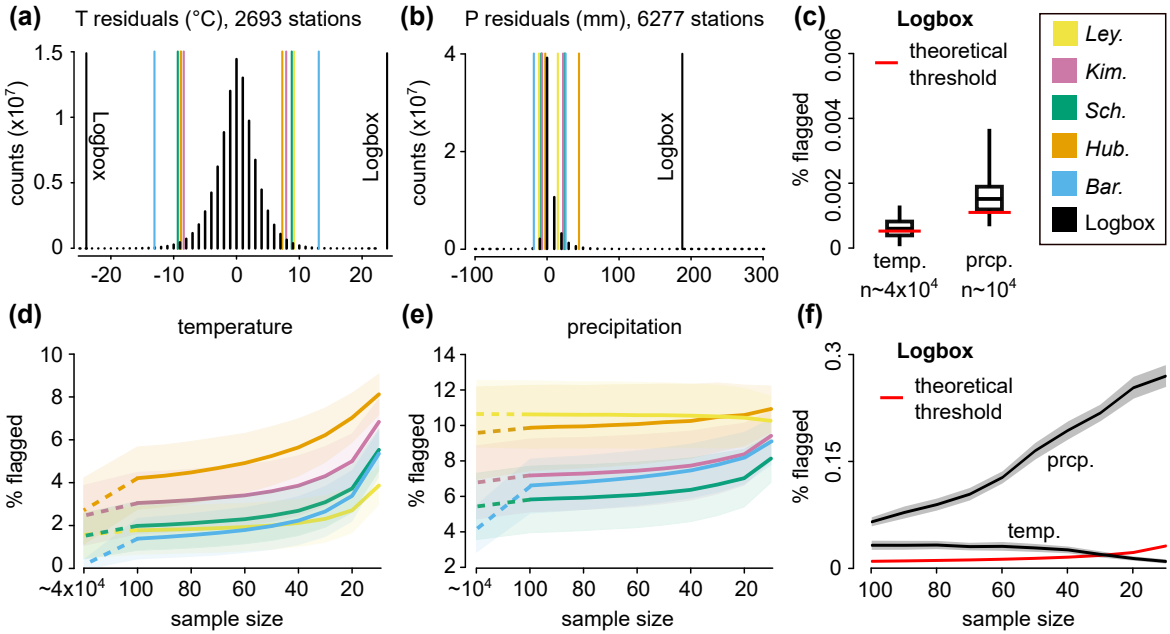 (a) T residuals (°C), 2693 stations
counts (x10⁷)
1.5
1
0.5
0
Logbox
Logbox
-20 -10 0 10 20
(b) P residuals (mm), 6277 stations
counts (x10⁷)
4
2
0
Logbox
-100 0 100 200 300
(c) Logbox
theoretical
threshold
% flagged
0.006
0.004
0.002
0
temp. prcp.
n~4x10⁴ n~10⁴
Ley.
Kim.
Sch.
Hub.
Bar.
Logbox
(d) temperature
% flagged
10
8
6
4
2
0
~4x10⁴ 100 80 60 40 20
sample size
(e) precipitation
% flagged
14
12
10
8
6
4
2
~10⁴ 100 80 60 40 20
sample size
(f) Logbox
theoretical
threshold
% flagged
0.3
0.15
0
prcp.
temp.
100 80 60 40 20
sample size